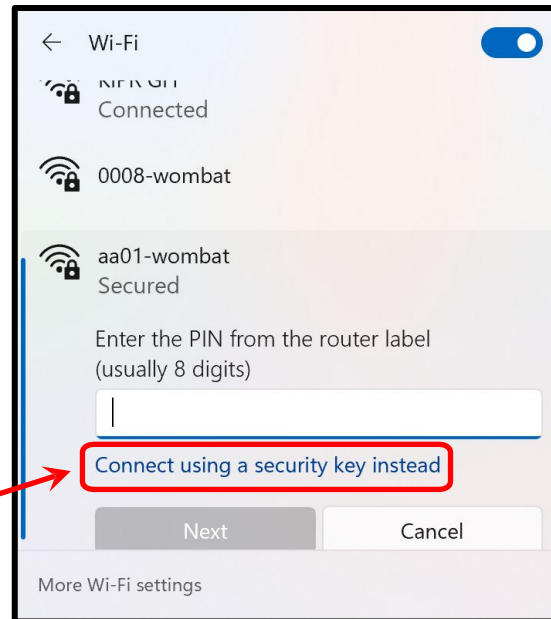 Wi-Fi
Connected
0008-wombat
aa01-wombat
Secured
Enter the PIN from the router label
(usually 8 digits)
Connect using a security key instead
Next
Cancel
More Wi-Fi settings